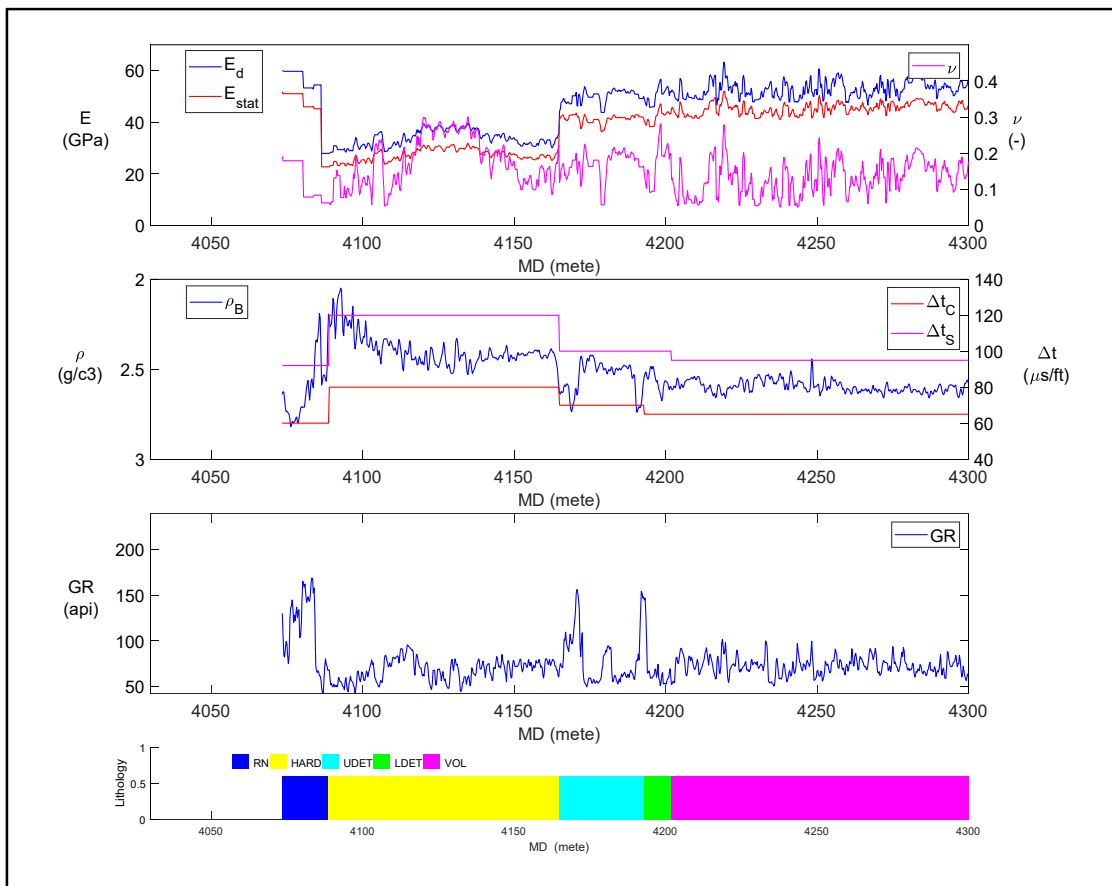 E_d
E_stat
ν
60
40
20
0
E
(GPa)
0.4
0.3
0.2
0.1
0
ν
(-)
4050 4100 4150 4200 4250 4300
MD (mete)
ρ_B
Δt_C
Δt_S
2
2.5
3
ρ
(g/c3)
140
120
100
80
60
40
Δt
(μs/ft)
4050 4100 4150 4200 4250 4300
MD (mete)
GR
200
150
100
50
GR
(api)
4050 4100 4150 4200 4250 4300
MD (mete)
RN HARD UDET LDET VOL
1
0.5
0
Lithology
4050 4100 4150 4200 4250 4300
MD (mete)